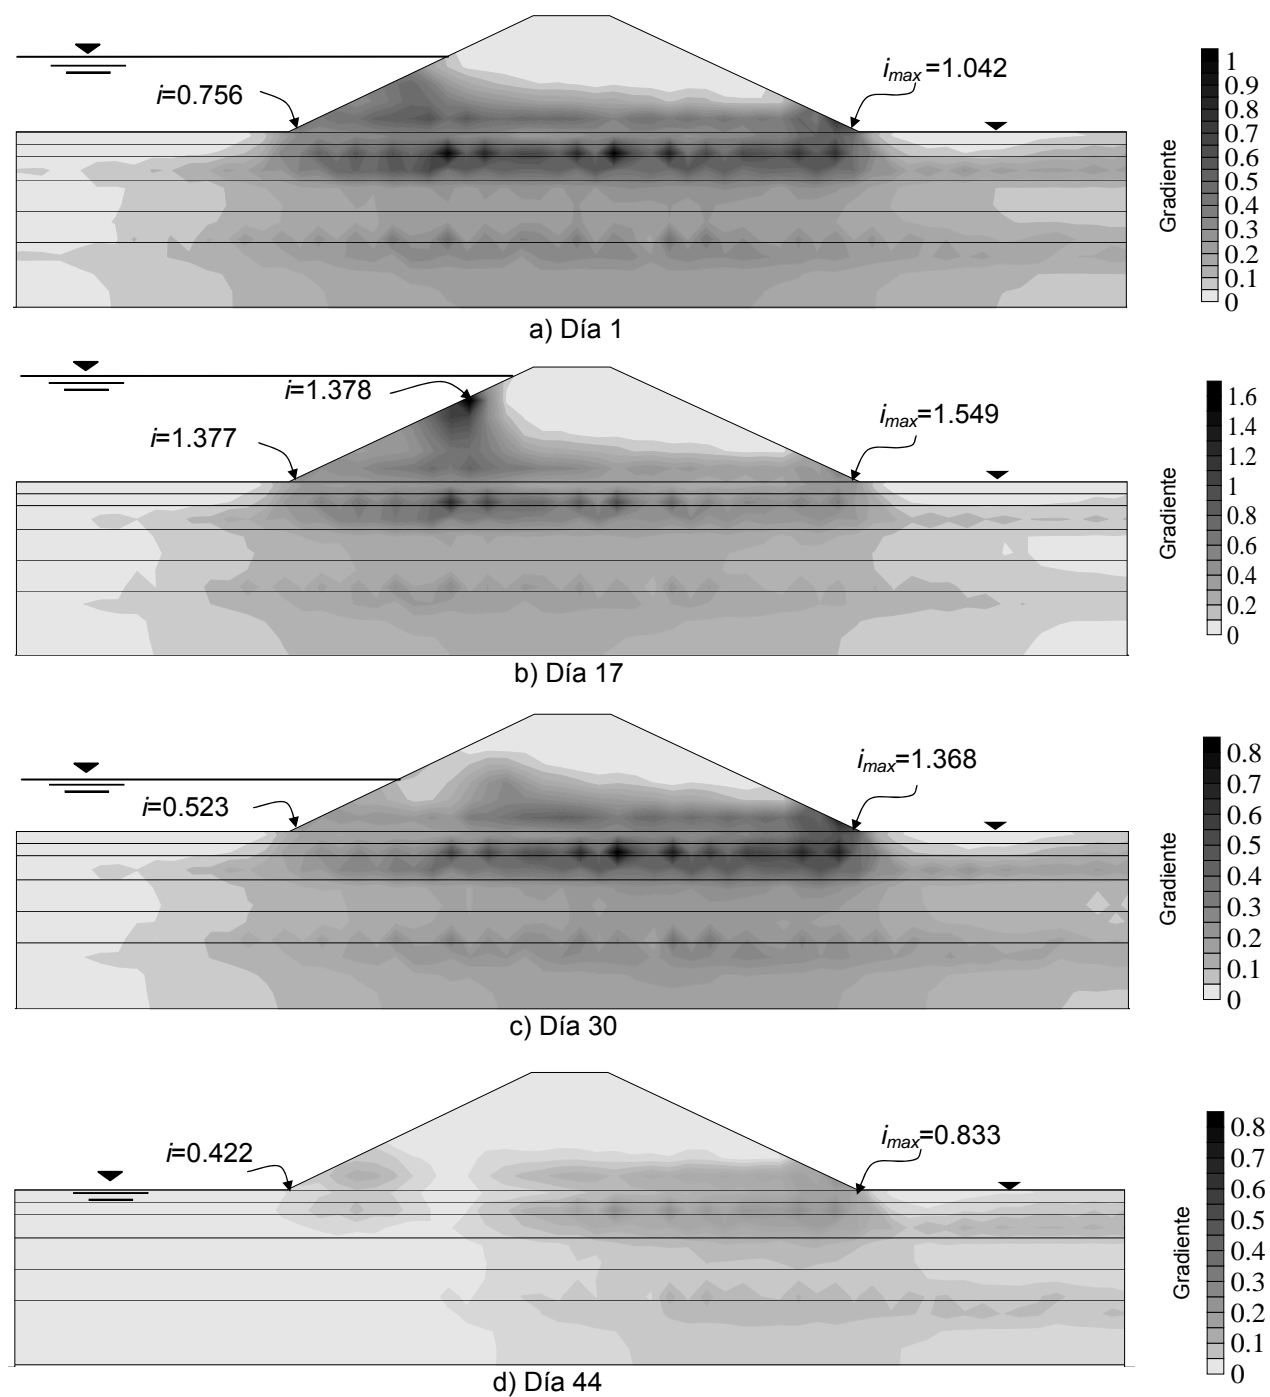 i=0.756
imax=1.042
Gradiente
1
0.9
0.8
0.7
0.6
0.5
0.4
0.3
0.2
0.1
0
a) Día 1
i=1.378
i=1.377
imax=1.549
Gradiente
1.6
1.4
1.2
1
0.8
0.6
0.4
0.2
0
b) Día 17
i=0.523
imax=1.368
Gradiente
0.8
0.7
0.6
0.5
0.4
0.3
0.2
0.1
0
c) Día 30
i=0.422
imax=0.833
Gradiente
0.8
0.7
0.6
0.5
0.4
0.3
0.2
0.1
0
d) Día 44